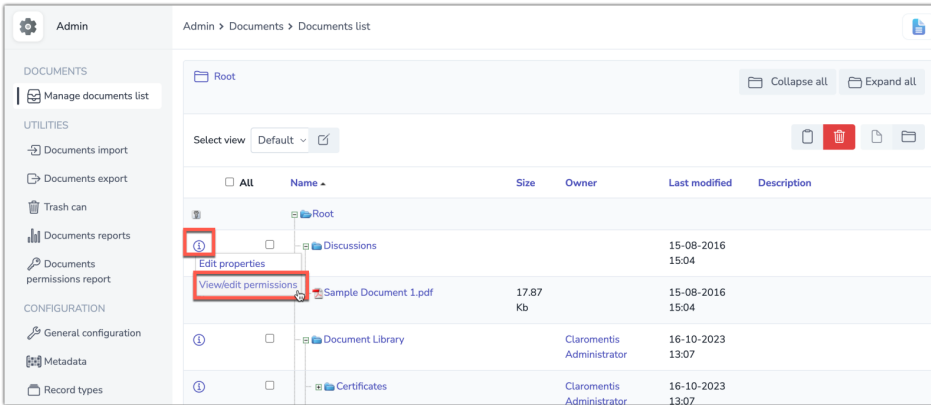 Admin
Admin > Documents > Documents list
DOCUMENTS
Manage documents list
UTILITIES
Documents import
Documents export
Trash can
Documents reports
Documents
permissions report
CONFIGURATION
General configuration
Metadata
Record types
Root
Collapse all
Expand all
Select view Default
All Name Size Owner Last modified Description
Root
Discussions 15-08-2016
15:04
Edit properties
View/edit permissions
Sample Document 1.pdf 17.87 15-08-2016
Kb 15:04
Document Library Claromentis 16-10-2023
Administrator 13:07
Certificates Claromentis 16-10-2023
Administrator 13:07